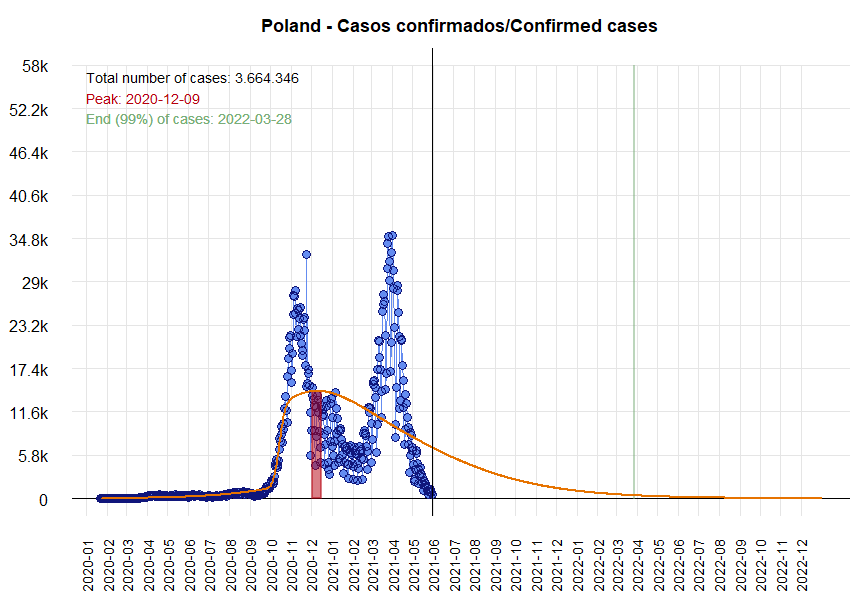 Poland - Casos confirmados/Confirmed cases
58k
Total number of cases: 3.664.346
Peak: 2020-12-09
End (99%) of cases: 2022-03-28
52.2k
46.4k
40.6k
34.8k
29k
23.2k
17.4k
11.6k
5.8k
0
2020-01
2020-02
2020-03
2020-04
2020-05
2020-06
2020-07
2020-08
2020-09
2020-10
2020-11
2020-12
2021-01
2021-02
2021-03
2021-04
2021-05
2021-06
2021-07
2021-08
2021-09
2021-10
2021-11
2021-12
2022-01
2022-02
2022-03
2022-04
2022-05
2022-06
2022-07
2022-08
2022-09
2022-10
2022-11
2022-12